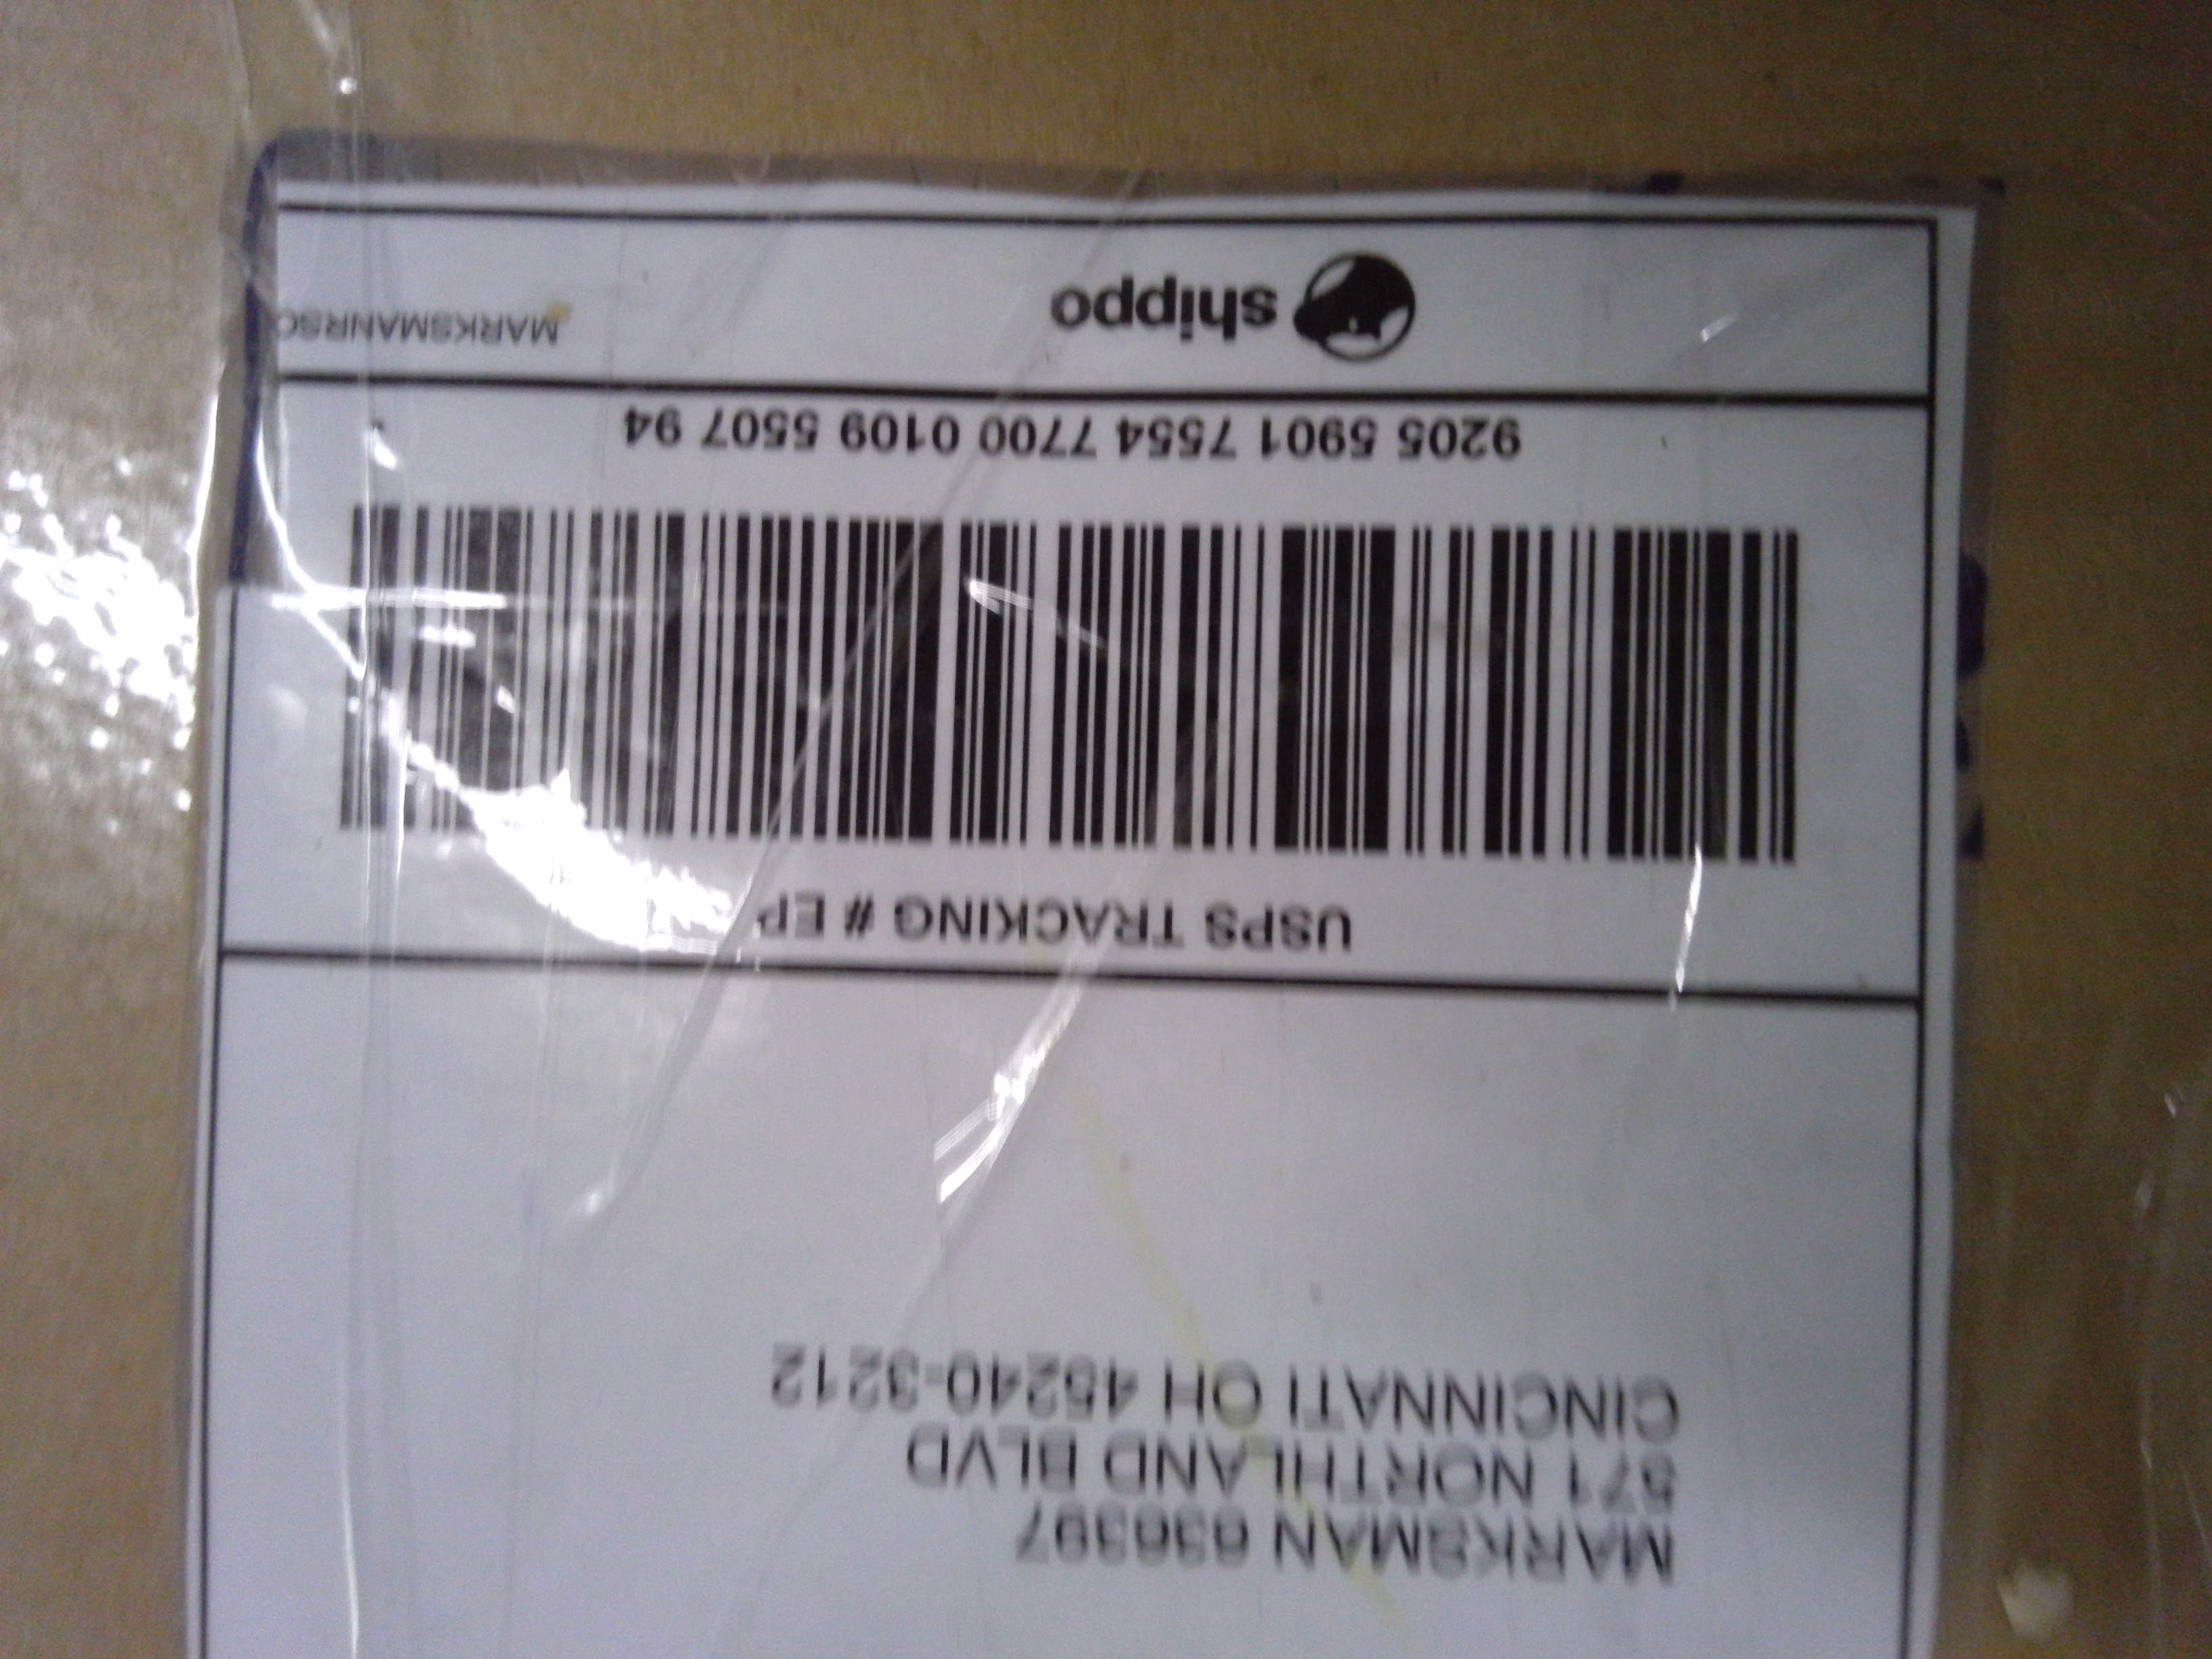 MARKSMAN 636397
571 NORTHLAND BLVD
CINCINNATI OH 45240-3212
USPS TRACKING # EP
9205 5901 7554 7700 0109 5507 94
shippo
MARKSMANRSO